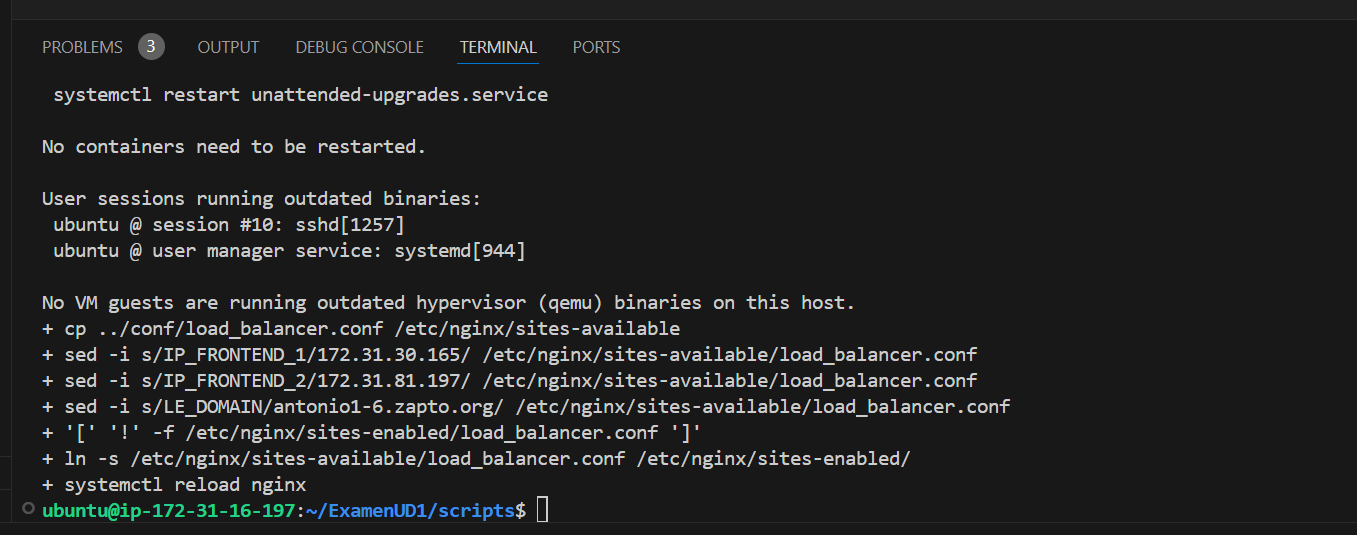 PROBLEMS 3 OUTPUT DEBUG CONSOLE TERMINAL PORTS
systemctl restart unattended-upgrades.service
No containers need to be restarted.
User sessions running outdated binaries:
ubuntu @ session #10: sshd[1257]
ubuntu @ user manager service: systemd[944]
No VM guests are running outdated hypervisor (qemu) binaries on this host.
+ cp ../conf/load_balancer.conf /etc/nginx/sites-available
+ sed -i s/IP_FRONTEND_1/172.31.30.165/ /etc/nginx/sites-available/load_balancer.conf
+ sed -i s/IP_FRONTEND_2/172.31.81.197/ /etc/nginx/sites-available/load_balancer.conf
+ sed -i s/LE_DOMAIN/antonio1-6.zapto.org/ /etc/nginx/sites-available/load_balancer.conf
+ '[' '!' -f /etc/nginx/sites-enabled/load_balancer.conf ']'
+ ln -s /etc/nginx/sites-available/load_balancer.conf /etc/nginx/sites-enabled/
+ systemctl reload nginx
ubuntu@ip-172-31-16-197:~/ExamenUD1/scripts$